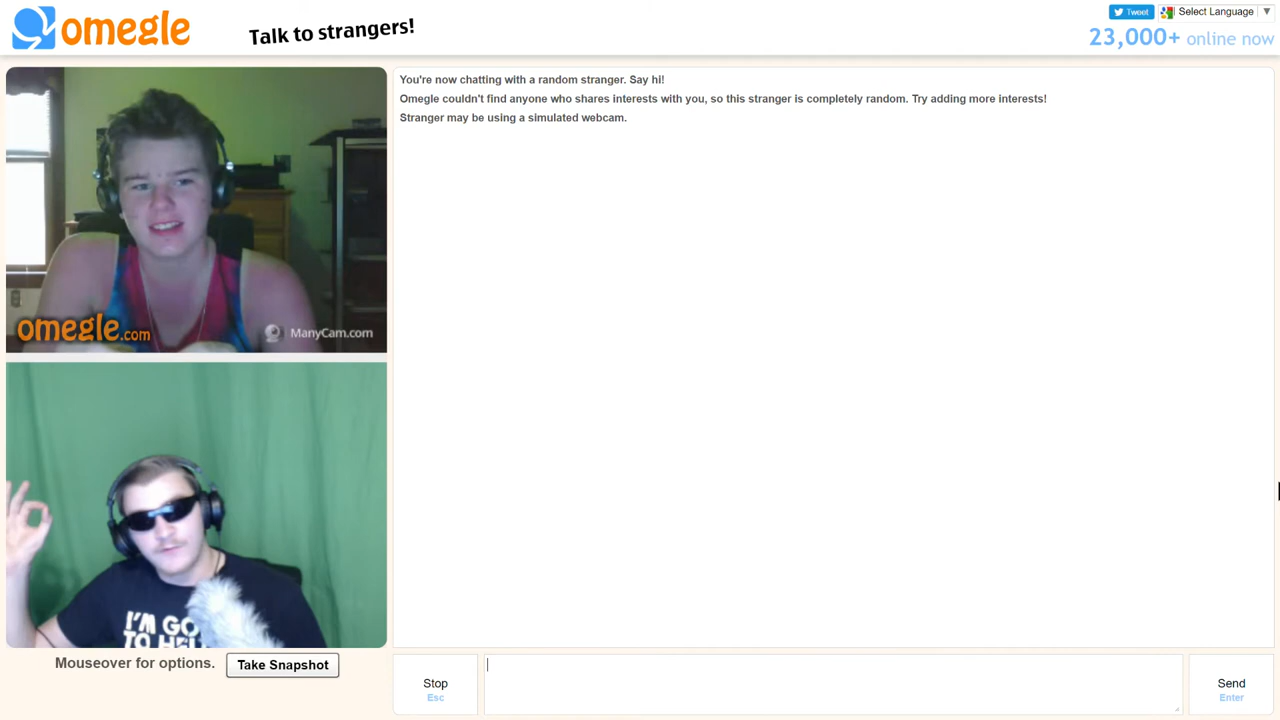 omegle
Talk to strangers!
Tweet
Select Language ▼
23,000+ online now
You're now chatting with a random stranger. Say hi!
Omegle couldn't find anyone who shares interests with you, so this stranger is completely random. Try adding more interests!
Stranger may be using a simulated webcam.
omegle.com
ManyCam.com
I'M GO
TO HELL
Mouseover for options.
Take Snapshot
Stop
Esc
Send
Enter